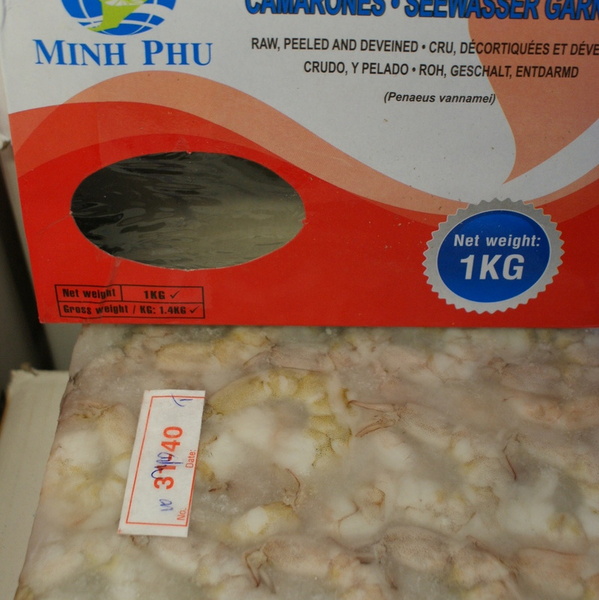 CAMARONES • SEEWASSER GARN
MINH PHU
RAW, PEELED AND DEVEINED • CRU, DÉCORTIQUÉES ET DÉVE
CRUDO, Y PELADO • ROH, GESCHALT, ENTDARMD
(Penaeus vannamei)
Net weight:
1KG
Net weight 1KG ✓
Gross weight / KG: 1.4KG ✓
31-40
No.
Date: